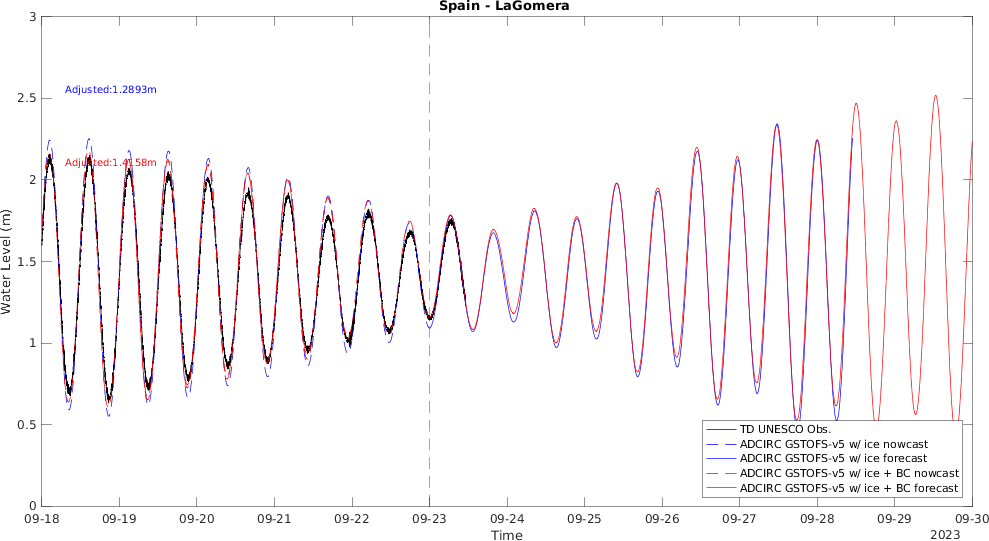 Spain - LaGomera
3
2.5
2
1.5
1
0.5
0
Water Level (m)
Adjusted:1.2893m
Adjusted:1.4158m
TD UNESCO Obs.
ADCIRC GSTOFS-v5 w/ ice nowcast
ADCIRC GSTOFS-v5 w/ ice forecast
ADCIRC GSTOFS-v5 w/ ice + BC nowcast
ADCIRC GSTOFS-v5 w/ ice + BC forecast
09-18 09-19 09-20 09-21 09-22 09-23 09-24 09-25 09-26 09-27 09-28 09-29 09-30
Time
2023